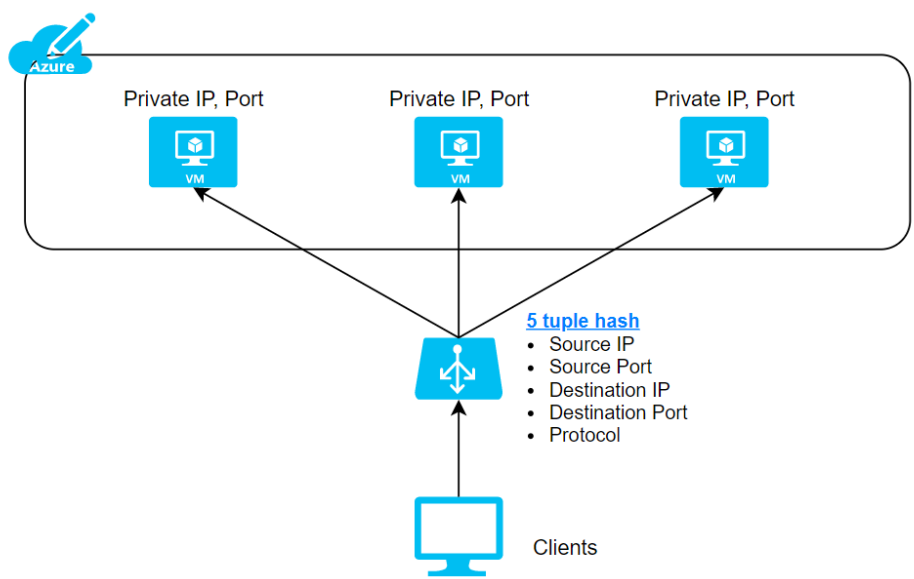 Azure
Private IP, Port
Private IP, Port
Private IP, Port
VM
VM
VM
5 tuple hash
• Source IP
• Source Port
• Destination IP
• Destination Port
• Protocol
Clients